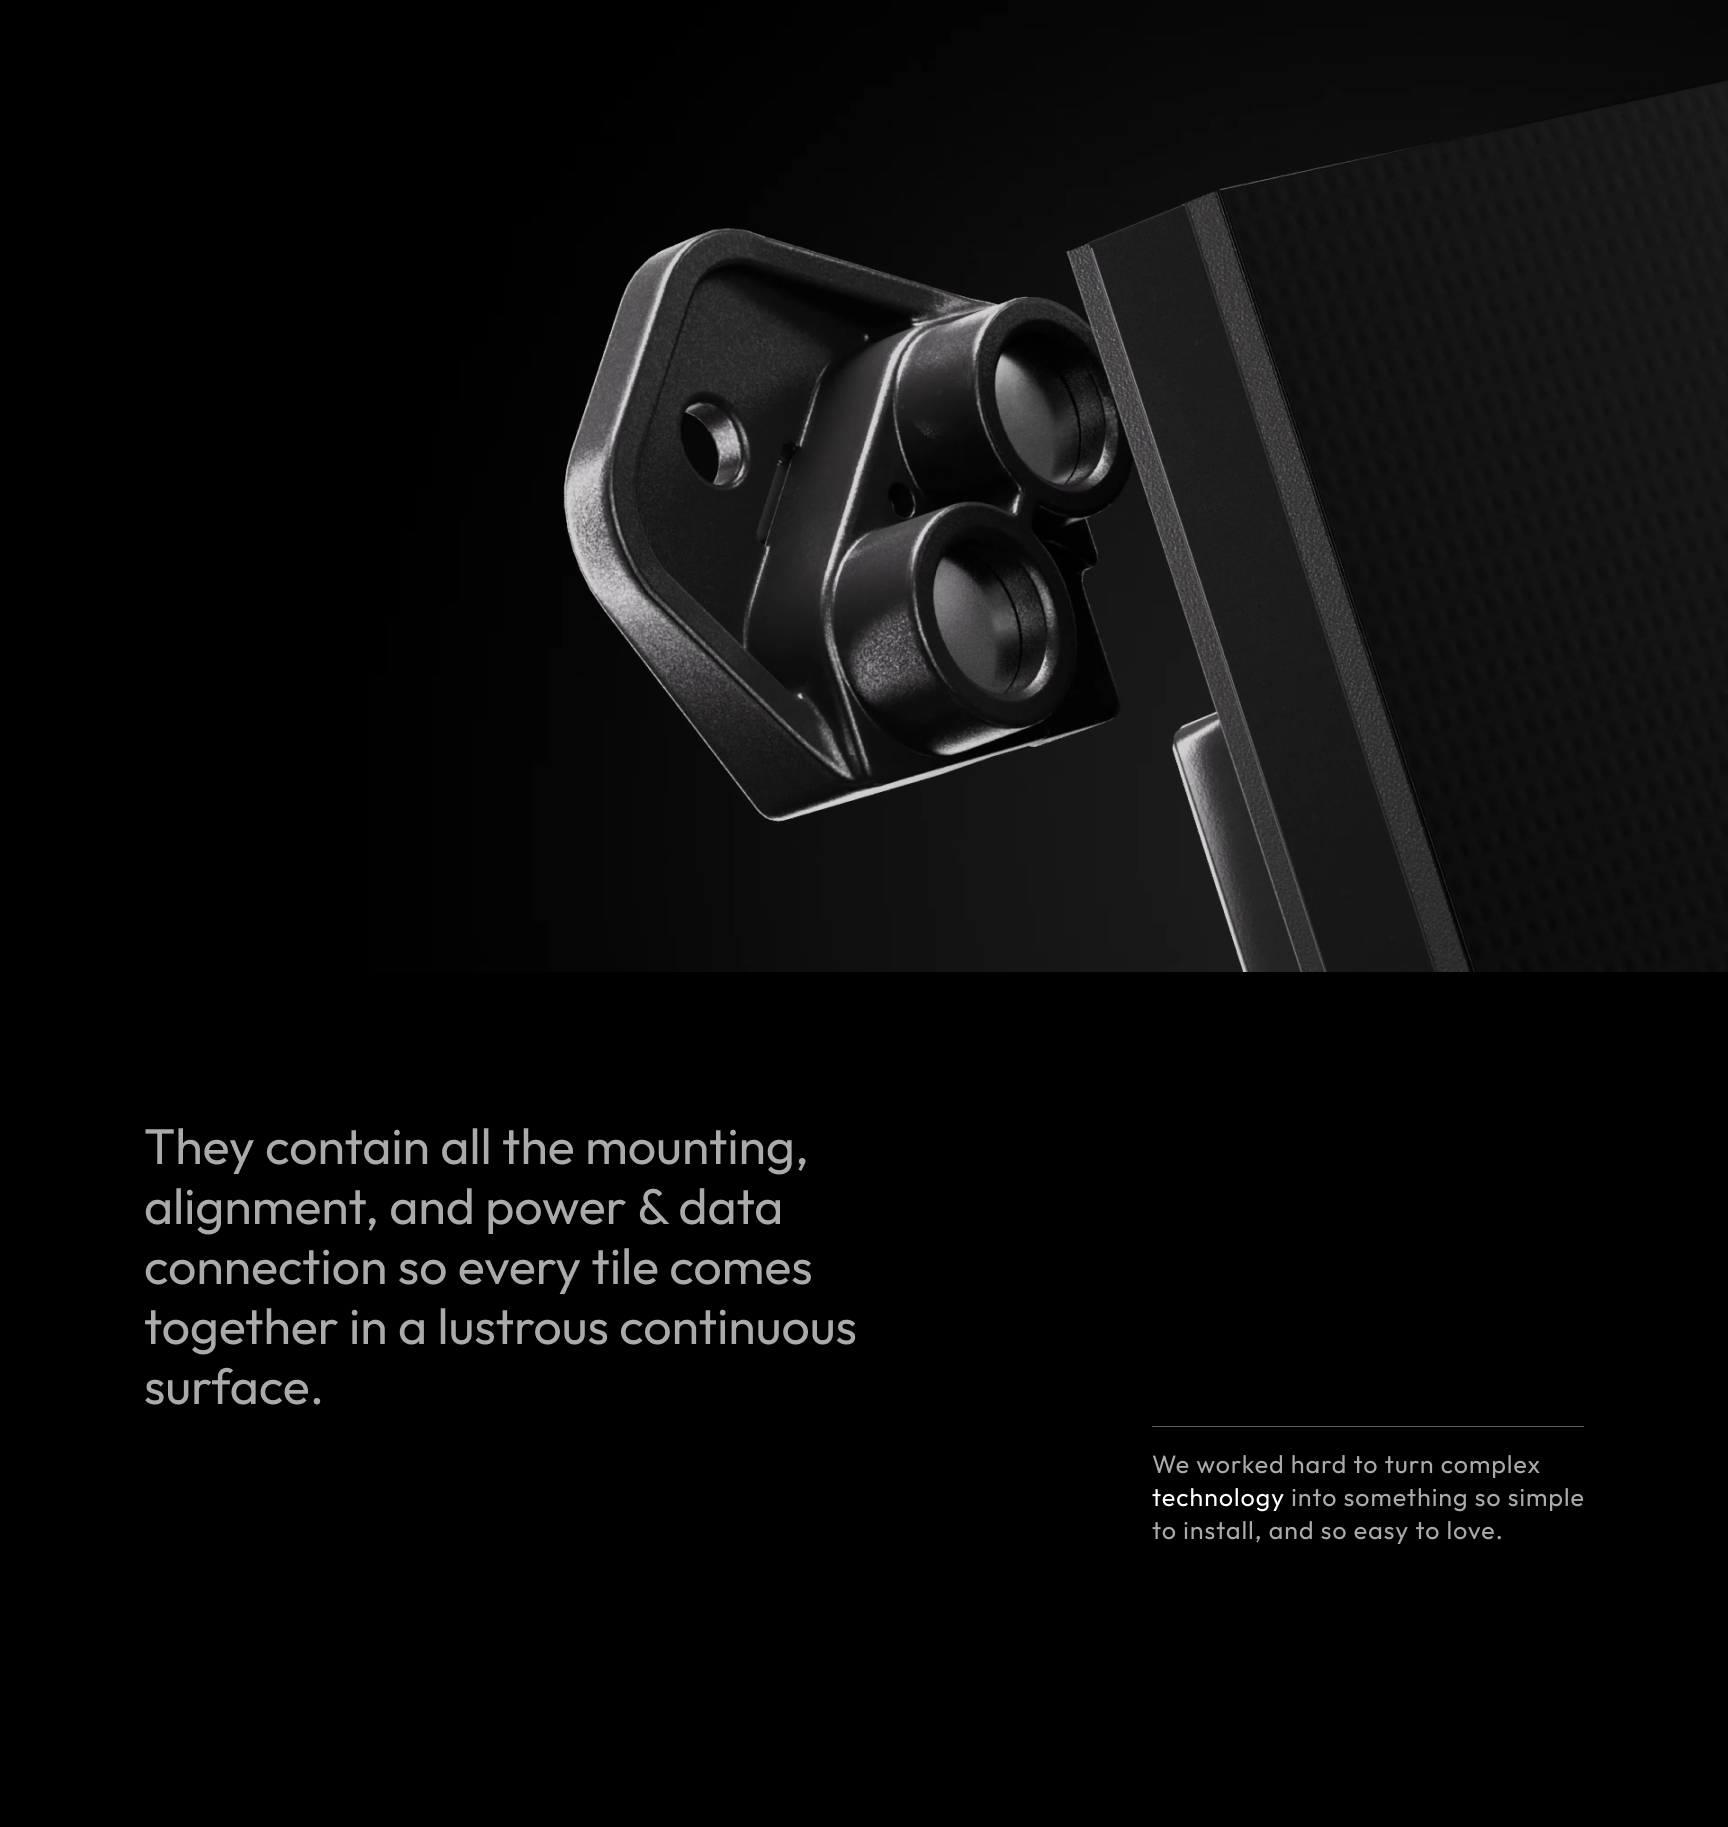 They contain all the mounting,
alignment, and power & data
connection so every tile comes
together in a lustrous continuous
surface.
We worked hard to turn complex
technology into something so simple
to install, and so easy to love.